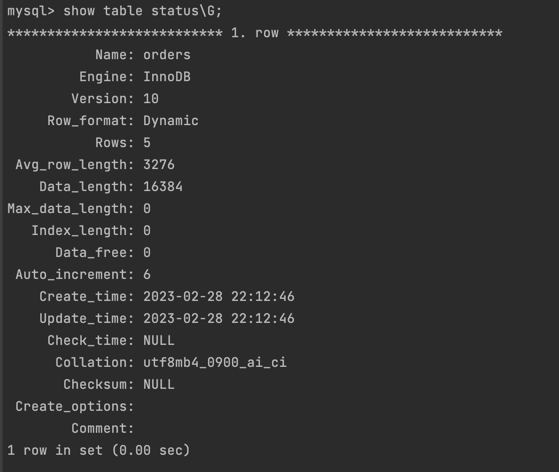 mysql> show table status\G;
*************************** 1. row ***************************
Name: orders
Engine: InnoDB
Version: 10
Row_format: Dynamic
Rows: 5
Avg_row_length: 3276
Data_length: 16384
Max_data_length: 0
Index_length: 0
Data_free: 0
Auto_increment: 6
Create_time: 2023-02-28 22:12:46
Update_time: 2023-02-28 22:12:46
Check_time: NULL
Collation: utf8mb4_0900_ai_ci
Checksum: NULL
Create_options:
Comment:
1 row in set (0.00 sec)